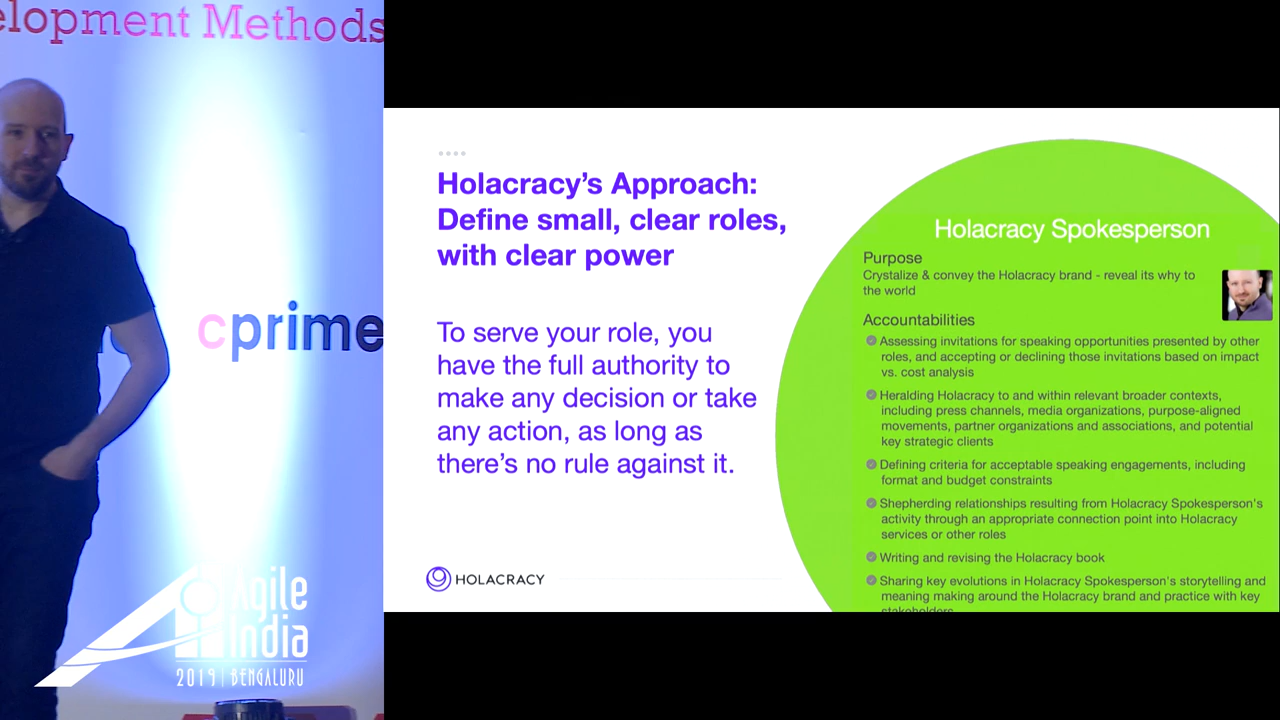 elopment Methods
cprime
Agile
India
2019 | BENGALURU
Holacracy's Approach:
Define small, clear roles,
with clear power
To serve your role, you
have the full authority to
make any decision or take
any action, as long as
there's no rule against it.
HOLACRACY
Holacracy Spokesperson
Purpose
Crystalize & convey the Holacracy brand - reveal its why to
the world
Accountabilities
Assessing invitations for speaking opportunities presented by other
roles, and accepting or declining those invitations based on impact
vs. cost analysis
Heralding Holacracy to and within relevant broader contexts,
including press channels, media organizations, purpose-aligned
movements, partner organizations and associations, and potential
key strategic clients
Defining criteria for acceptable speaking engagements, including
format and budget constraints
Shepherding relationships resulting from Holacracy Spokesperson's
activity through an appropriate connection point into Holacracy
services or other roles
Writing and revising the Holacracy book
Sharing key evolutions in Holacracy Spokesperson's storytelling and
meaning making around the Holacracy brand and practice with key
stakeholders